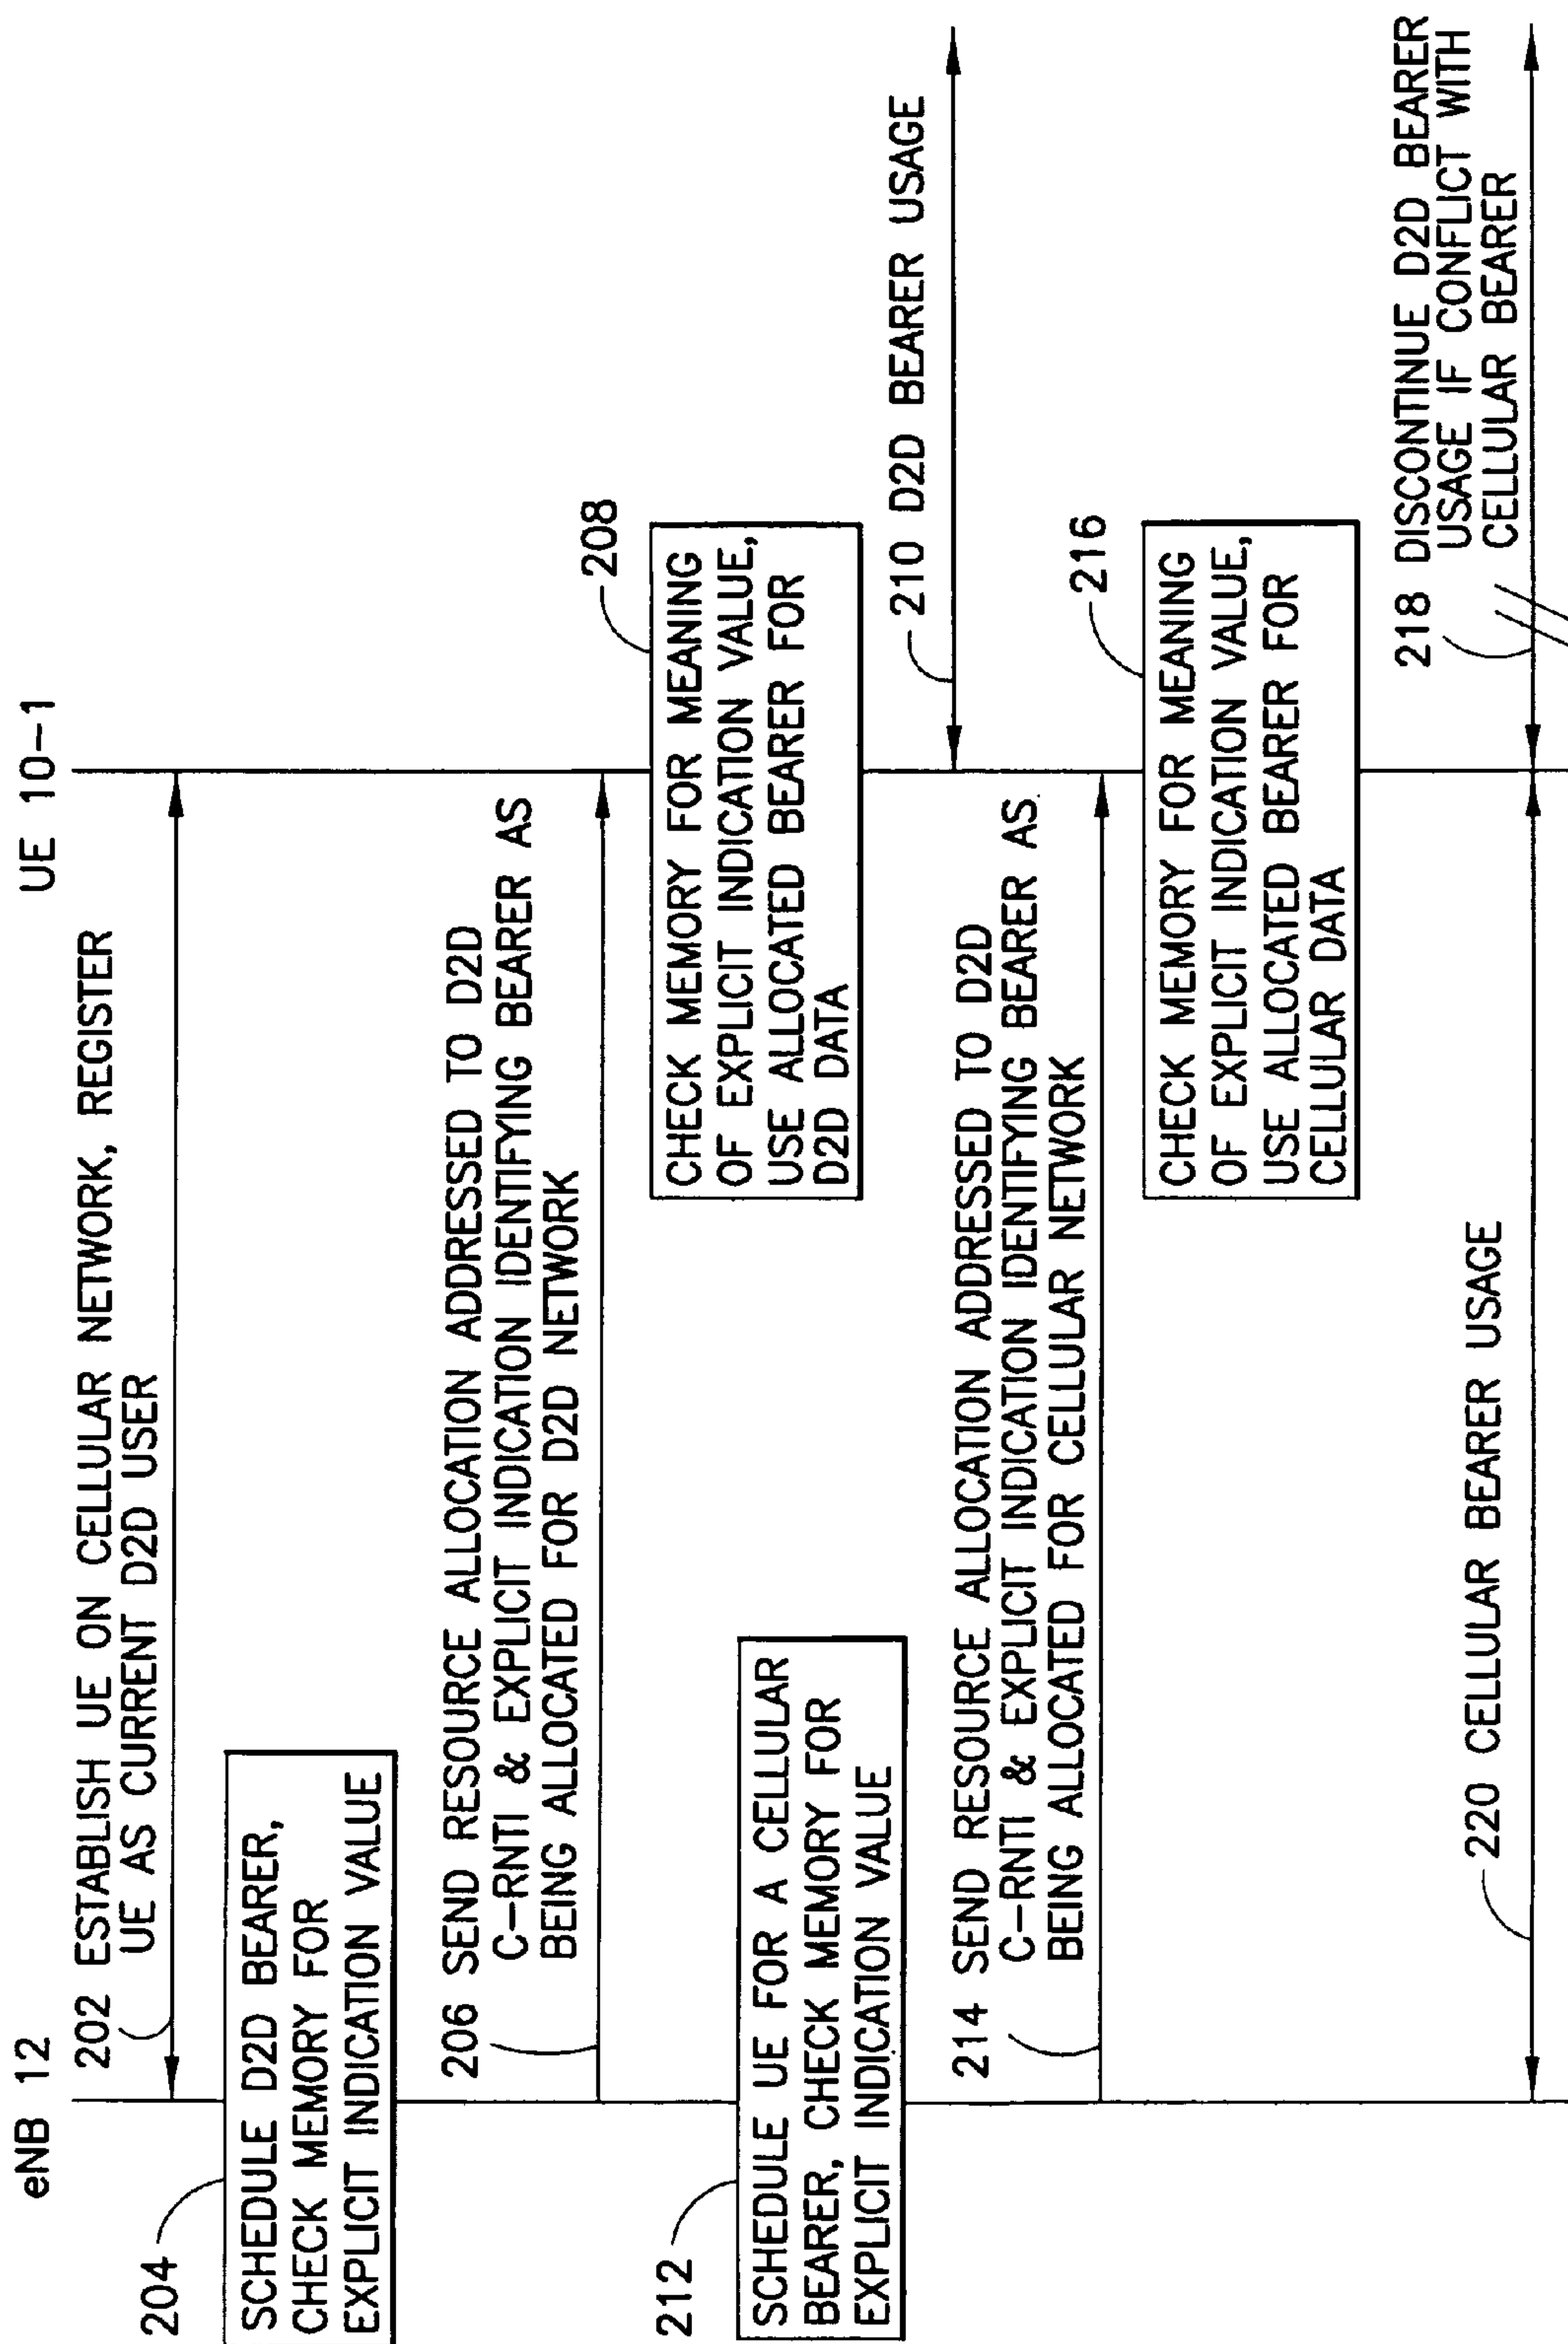 eNB 12
UE 10-1
202 ESTABLISH UE ON CELLULAR NETWORK, REGISTER
UE AS CURRENT D2D USER
204
SCHEDULE D2D BEARER,
CHECK MEMORY FOR
EXPLICIT INDICATION VALUE
206 SEND RESOURCE ALLOCATION ADDRESSED TO D2D
C-RNTI & EXPLICIT INDICATION IDENTIFYING BEARER AS
BEING ALLOCATED FOR D2D NETWORK
208
CHECK MEMORY FOR MEANING
OF EXPLICIT INDICATION VALUE,
USE ALLOCATED BEARER FOR
D2D DATA
210 D2D BEARER USAGE
212
SCHEDULE UE FOR A CELLULAR
BEARER, CHECK MEMORY FOR
EXPLICIT INDICATION VALUE
214 SEND RESOURCE ALLOCATION ADDRESSED TO D2D
C-RNTI & EXPLICIT INDICATION IDENTIFYING BEARER AS
BEING ALLOCATED FOR CELLULAR NETWORK
216
CHECK MEMORY FOR MEANING
OF EXPLICIT INDICATION VALUE,
USE ALLOCATED BEARER FOR
CELLULAR DATA
218 DISCONTINUE D2D BEARER
USAGE IF CONFLICT WITH
CELLULAR BEARER
220 CELLULAR BEARER USAGE